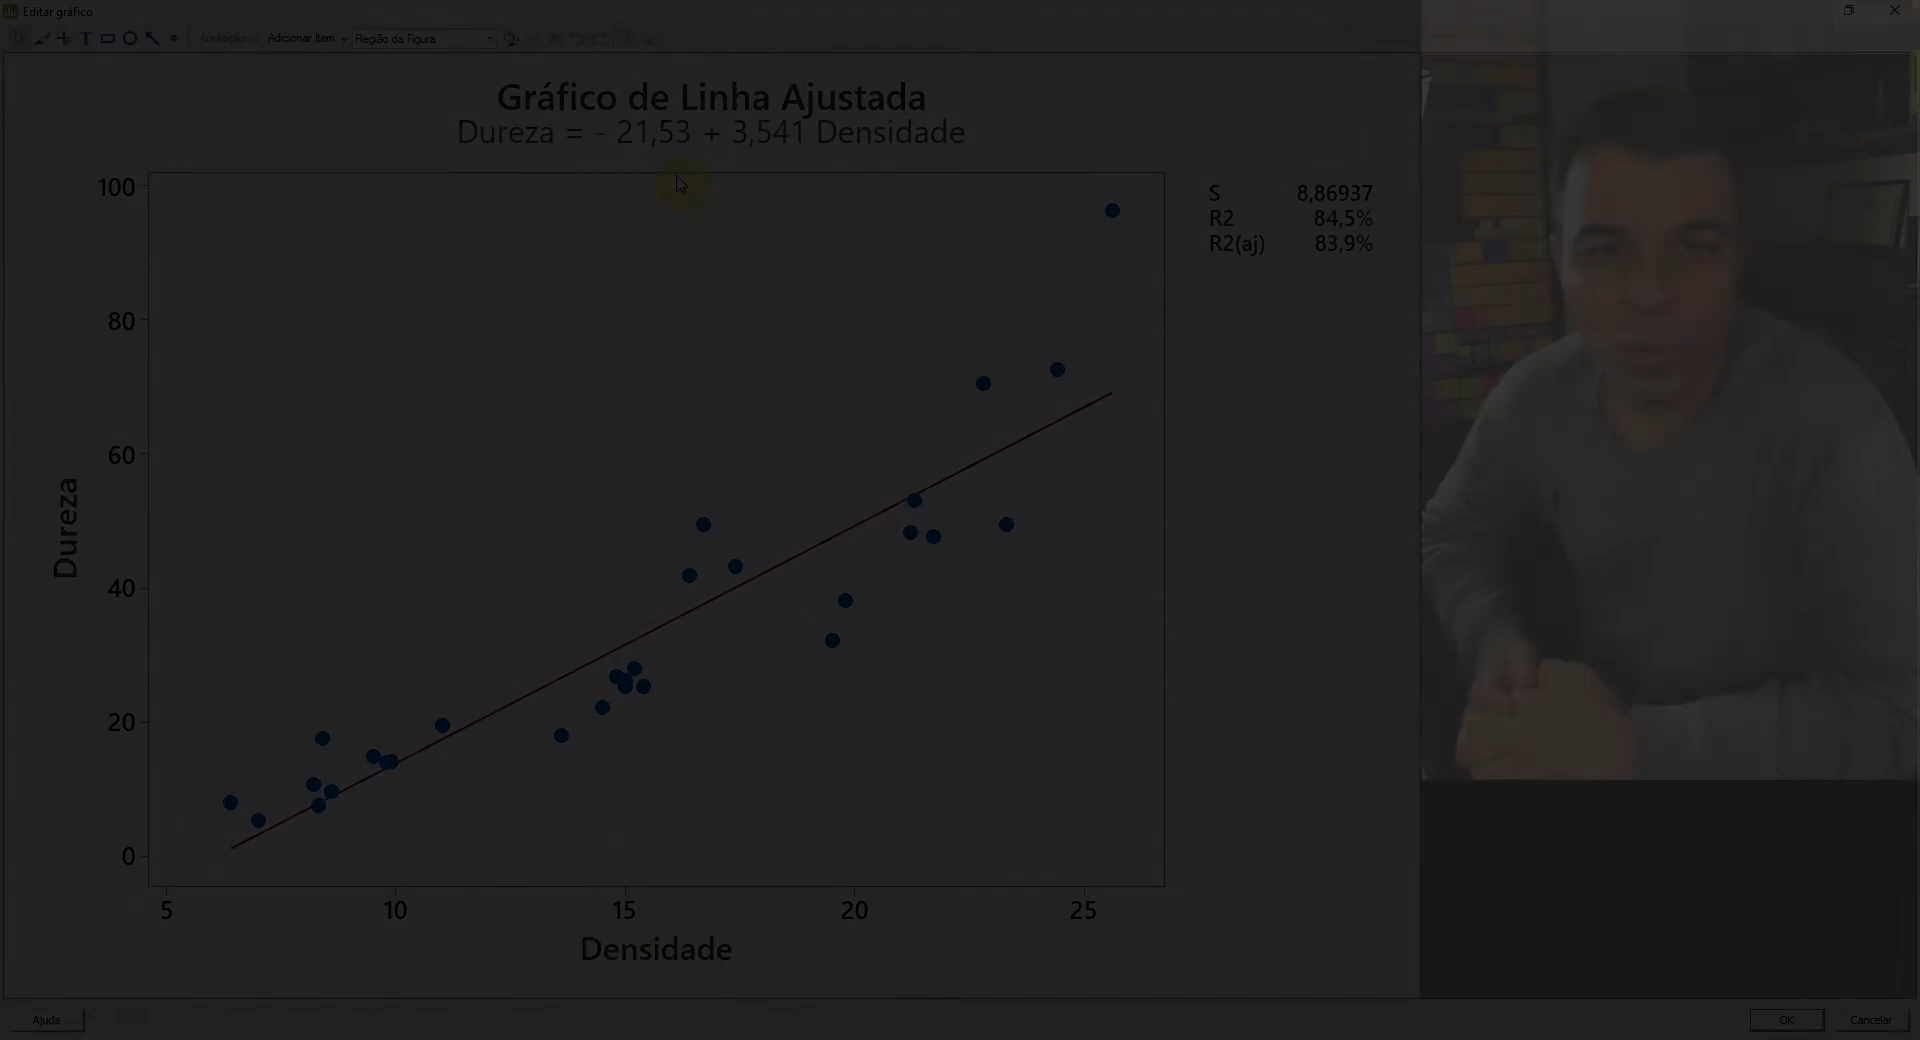 Editar gráfico
T Anotação Adicionar Item Região da Figura
Gráfico de Linha Ajustada
Dureza = - 21,53 + 3,541 Densidade
S 8,86937
R2 84,5%
R2(aj) 83,9%
Dureza
100
80
60
40
20
0
5 10 15 20 25
Densidade
Ajuda OK Cancelar